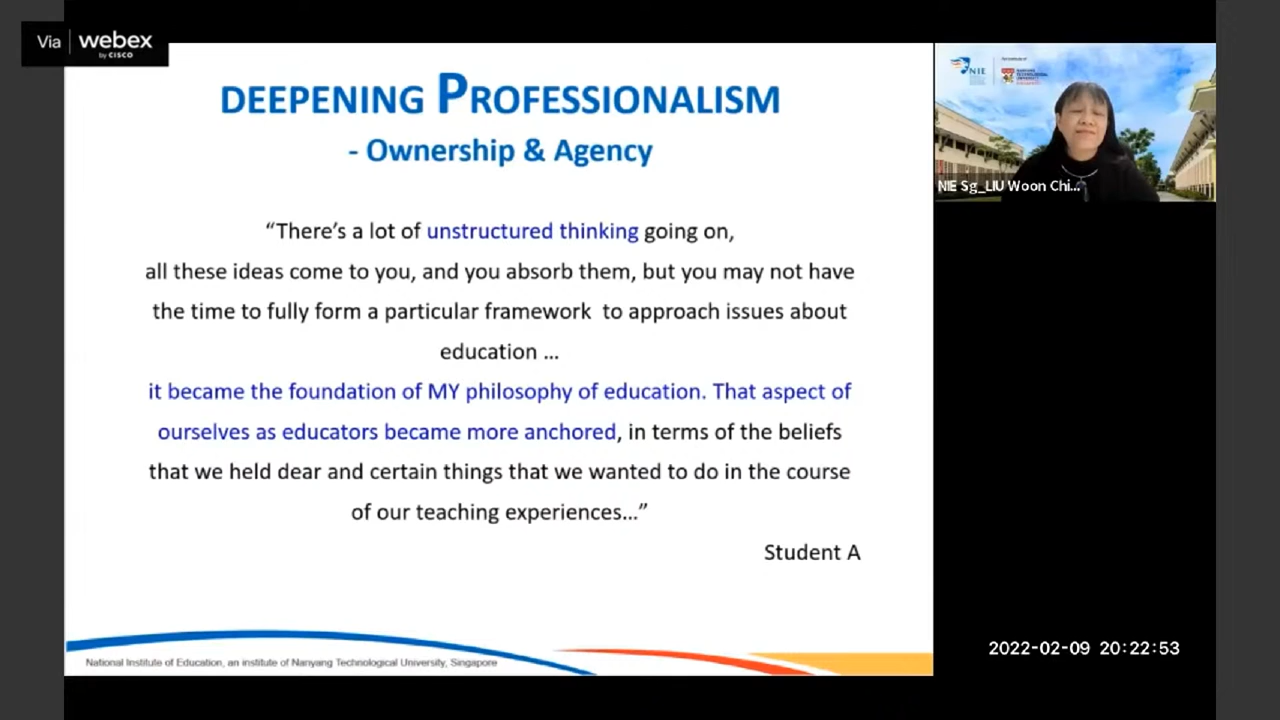 Via webex
by CISCO
DEEPENING PROFESSIONALISM
- Ownership & Agency
“There’s a lot of unstructured thinking going on,
all these ideas come to you, and you absorb them, but you may not have
the time to fully form a particular framework to approach issues about
education ...
it became the foundation of MY philosophy of education. That aspect of
ourselves as educators became more anchored, in terms of the beliefs
that we held dear and certain things that we wanted to do in the course
of our teaching experiences...”
Student A
National Institute of Education, an institute of Nanyang Technological University, Singapore
NIE
NIE Sg_LIU Woon Chi...
2022-02-09 20:22:53